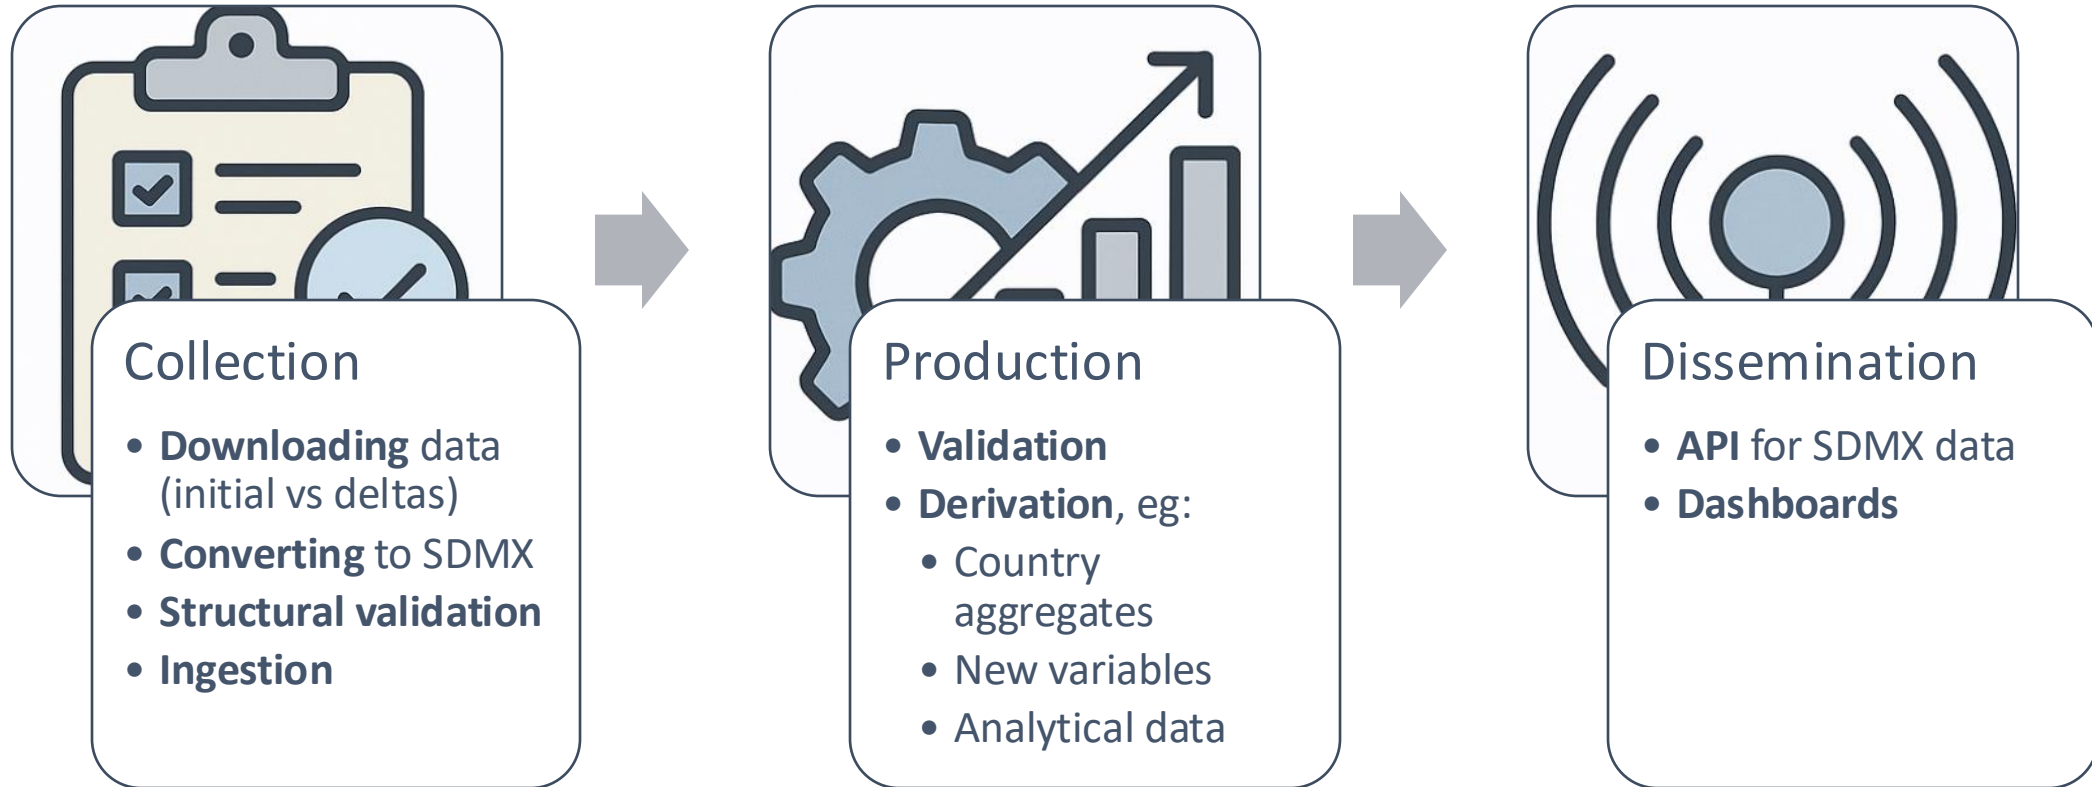 Collection
• Downloading data
(initial vs deltas)
• Converting to SDMX
• Structural validation
• Ingestion
Production
• Validation
• Derivation, eg:
• Country
aggregates
• New variables
• Analytical data
Dissemination
• API for SDMX data
• Dashboards